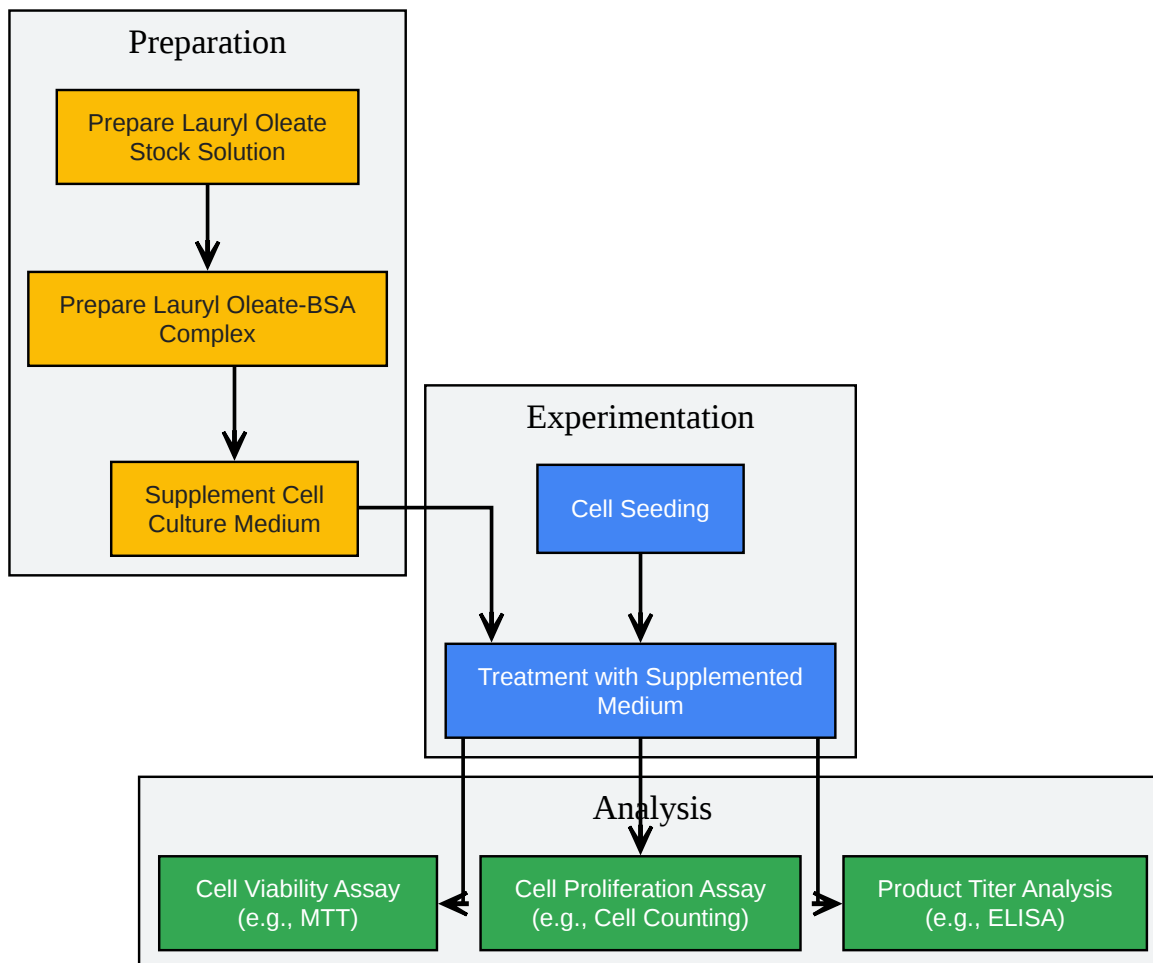 Preparation
Prepare Lauryl Oleate
Stock Solution
Prepare Lauryl Oleate-BSA
Complex
Supplement Cell
Culture Medium
Experimentation
Cell Seeding
Treatment with Supplemented
Medium
Analysis
Cell Viability Assay
(e.g., MTT)
Cell Proliferation Assay
(e.g., Cell Counting)
Product Titer Analysis
(e.g., ELISA)